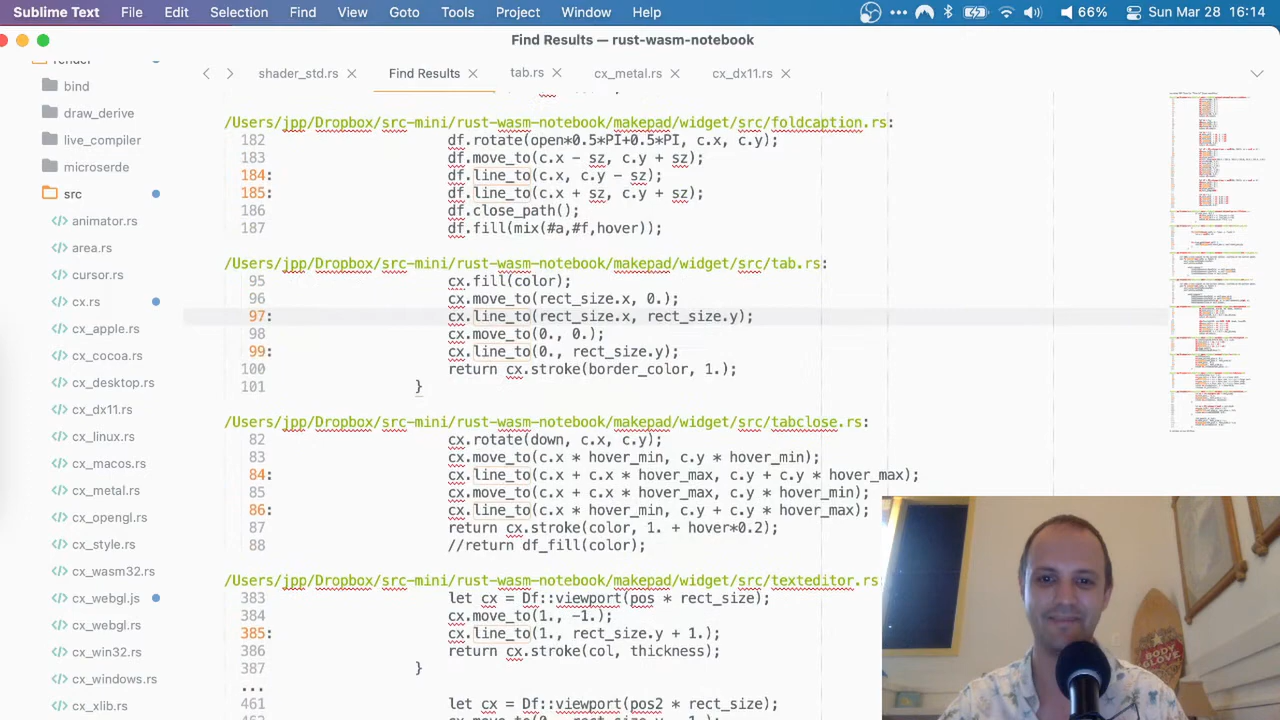 Sublime Text File Edit Selection Find View Goto Tools Project Window Help 66% Sun Mar 28 16:14
Find Results — rust-wasm-notebook
render
bind
draw_derive
microserde
src
animator.rs
area.rs
cursor.rs
cx.rs
cx_apple.rs
cx_cocoa.rs
cx_desktop.rs
cx_dx11.rs
cx_linux.rs
cx_macos.rs
cx_metal.rs
cx_opengl.rs
cx_style.rs
cx_wasm32.rs
cx_webgl.js
cx_webgl.rs
cx_win32.rs
cx_windows.rs
cx_xlib.rs
shader_std.rs Find Results tab.rs cx_metal.rs cx_dx11.rs
/Users/jpp/Dropbox/src-mini/rust-wasm-notebook/makepad/widget/src/foldcaption.rs:
182 df.rotate(open*0.5*PI+0.5*PI, c.x, c.y);
183 df.move_to(c.x - sz, c.y + sz);
184: df.line_to(c.x, c.y - sz);
185: df.line_to(c.x + sz, c.y + sz);
186 df.close_path();
187 df.fill(mix(#a,#f,hover));
/Users/jpp/Dropbox/src-mini/rust-wasm-notebook/makepad/widget/src/tab.rs:
95
96 cx.move_to(rect_size.x, 0.);
97: cx.line_to(rect_size.x, rect_size.y);
98 cx.move_to(0., 0.);
99: cx.line_to(0., rect_size.y);
100 return cx.stroke(border_color, 1.);
101 }
/Users/jpp/Dropbox/src-mini/rust-wasm-notebook/makepad/widget/src/tabclose.rs:
82
83 cx.move_to(c.x * hover_min, c.y * hover_min);
84: cx.line_to(c.x + c.x * hover_max, c.y + c.y * hover_max);
85 cx.move_to(c.x + c.x * hover_max, c.y * hover_min);
86: cx.line_to(c.x * hover_min, c.y + c.y * hover_max);
87 return cx.stroke(color, 1. + hover*0.2);
88 //return df_fill(color);
/Users/jpp/Dropbox/src-mini/rust-wasm-notebook/makepad/widget/src/texteditor.rs
383 let cx = Df::viewport(pos * rect_size);
384 cx.move_to(1., -1.);
385: cx.line_to(1., rect_size.y + 1.);
386 return cx.stroke(col, thickness);
387 }
...
461 let cx = Df::viewport(pos2 * rect_size);
BODY GLOVE